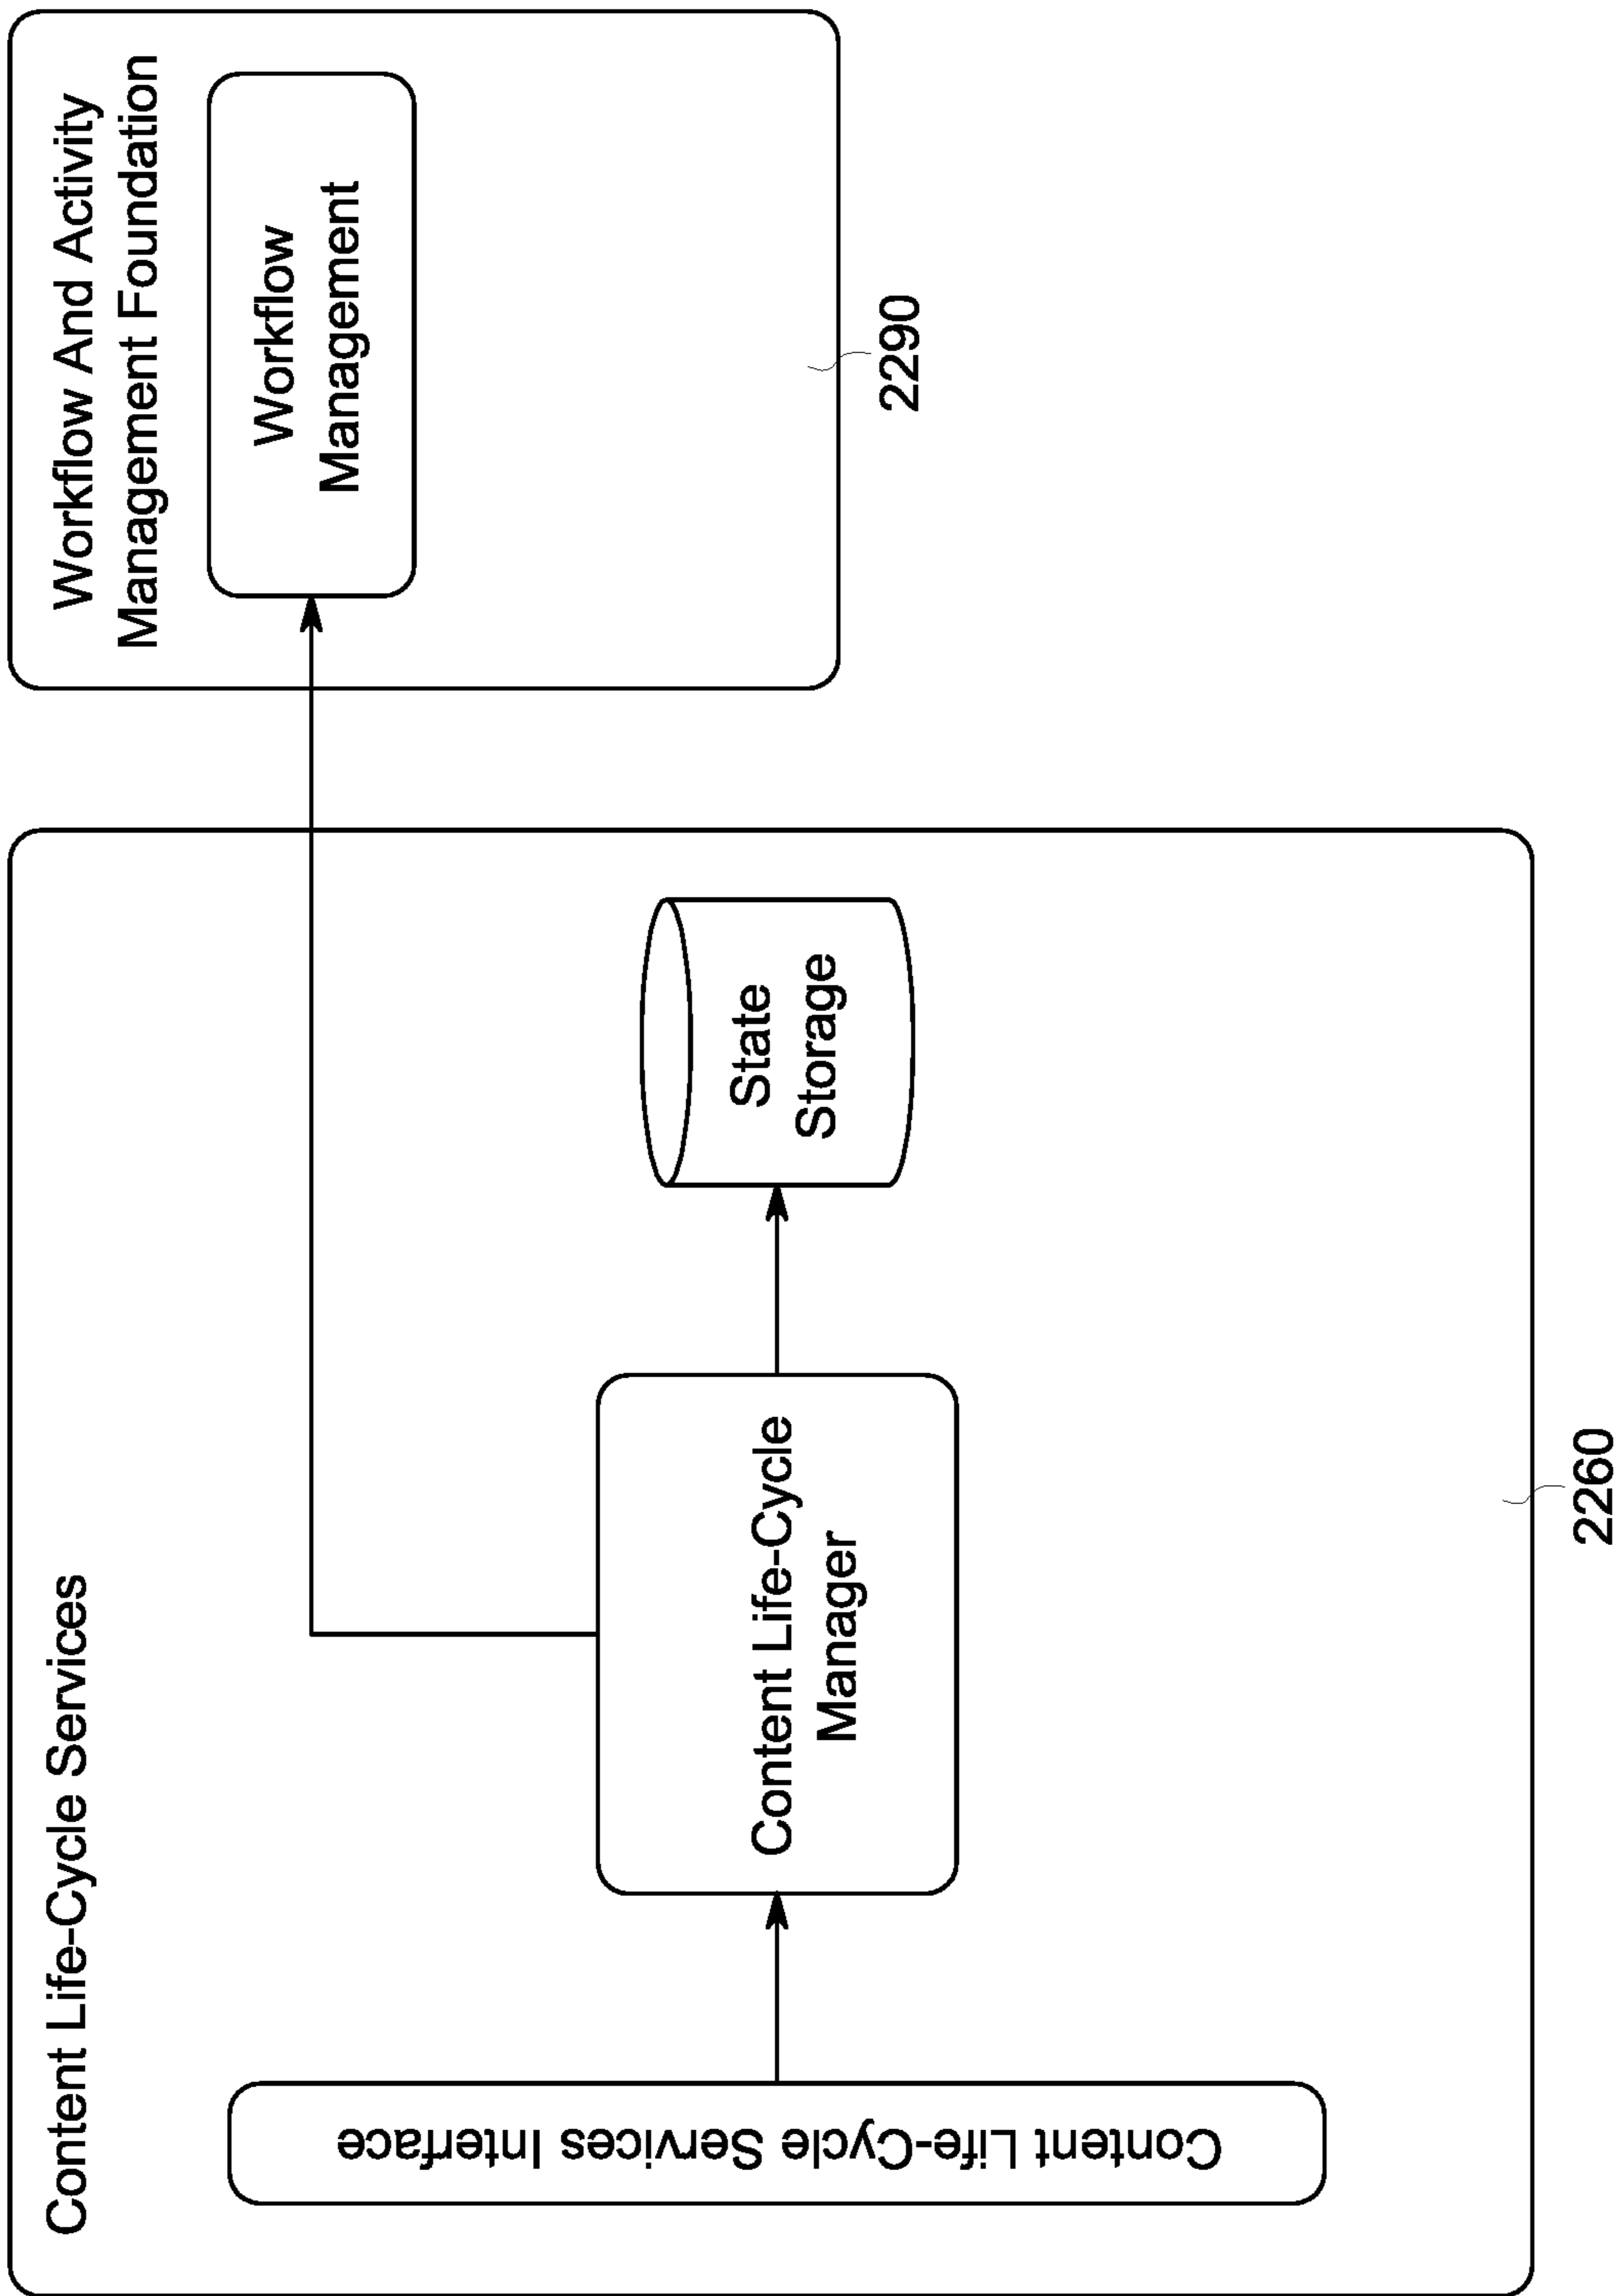 Content Life-Cycle Services
Content Life-Cycle Services Interface
Content Life-Cycle
Manager
State
Storage
2260
Workflow And Activity
Management Foundation
Workflow
Management
2290